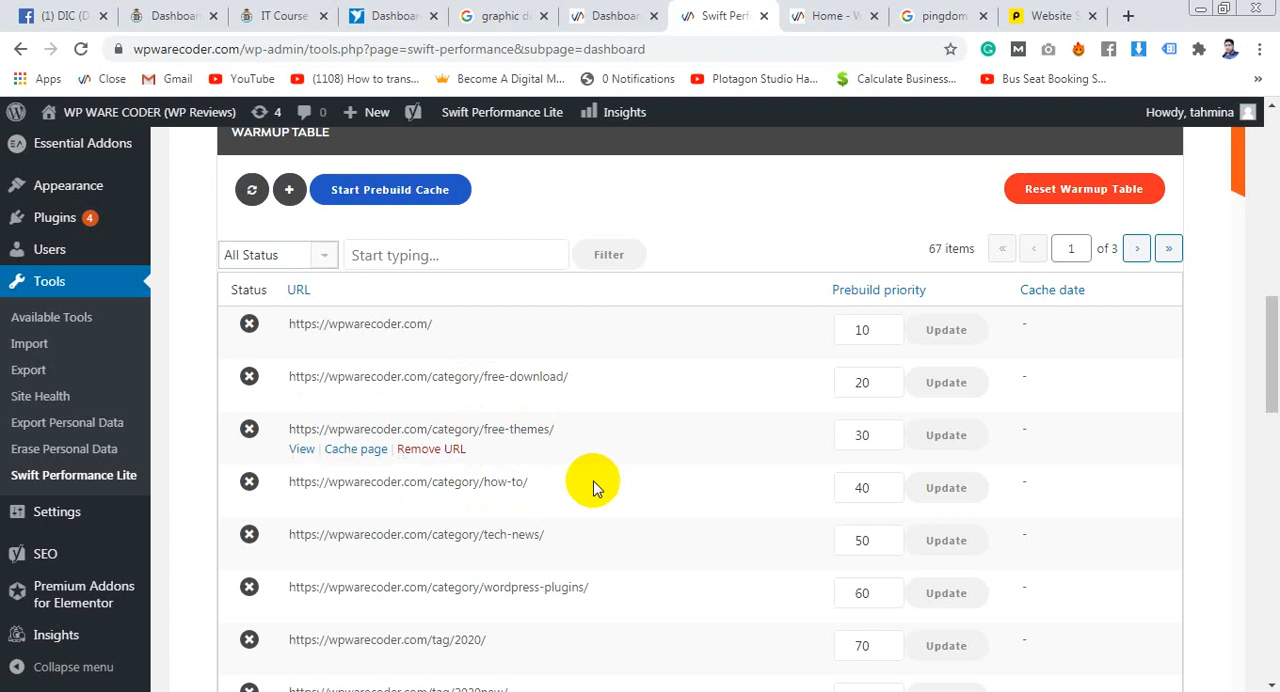 (1) (DIC (D
Dashboar
IT Course
Dashboar
graphic d
Dashboar
Swift Perf
Home - W
pingdom
Website S
wpwarecoder.com/wp-admin/tools.php?page=swift-performance&subpage=dashboard
Apps
Close
Gmail
YouTube
(1108) How to trans...
Become A Digital M...
0 Notifications
Plotagon Studio Ha...
Calculate Business...
Bus Seat Booking S...
WP WARE CODER (WP Reviews)
4
0
New
Swift Performance
Insights
Howdy, tahmina
Essential Addons
Appearance
Plugins 4
Users
Tools
Available Tools
Import
Export
Site Health
Export Personal Data
Erase Personal Data
Swift Performance Lite
Settings
SEO
Premium Addons
for Elementor
Insights
Collapse menu
WARMUP TABLE
Start Prebuild Cache
Reset Warmup Table
All Status
Start typing...
Filter
67 items « ‹ 1 of 3 › »
Status URL Prebuild priority Cache date
https://wpwarecoder.com/ 10 Update -
https://wpwarecoder.com/category/free-download/ 20 Update -
https://wpwarecoder.com/category/free-themes/ 30 Update -
View | Cache page | Remove URL
https://wpwarecoder.com/category/how-to/ 40 Update -
https://wpwarecoder.com/category/tech-news/ 50 Update -
https://wpwarecoder.com/category/wordpress-plugins/ 60 Update -
https://wpwarecoder.com/tag/2020/ 70 Update -
https://wpwarecoder.com/tag/2020new/